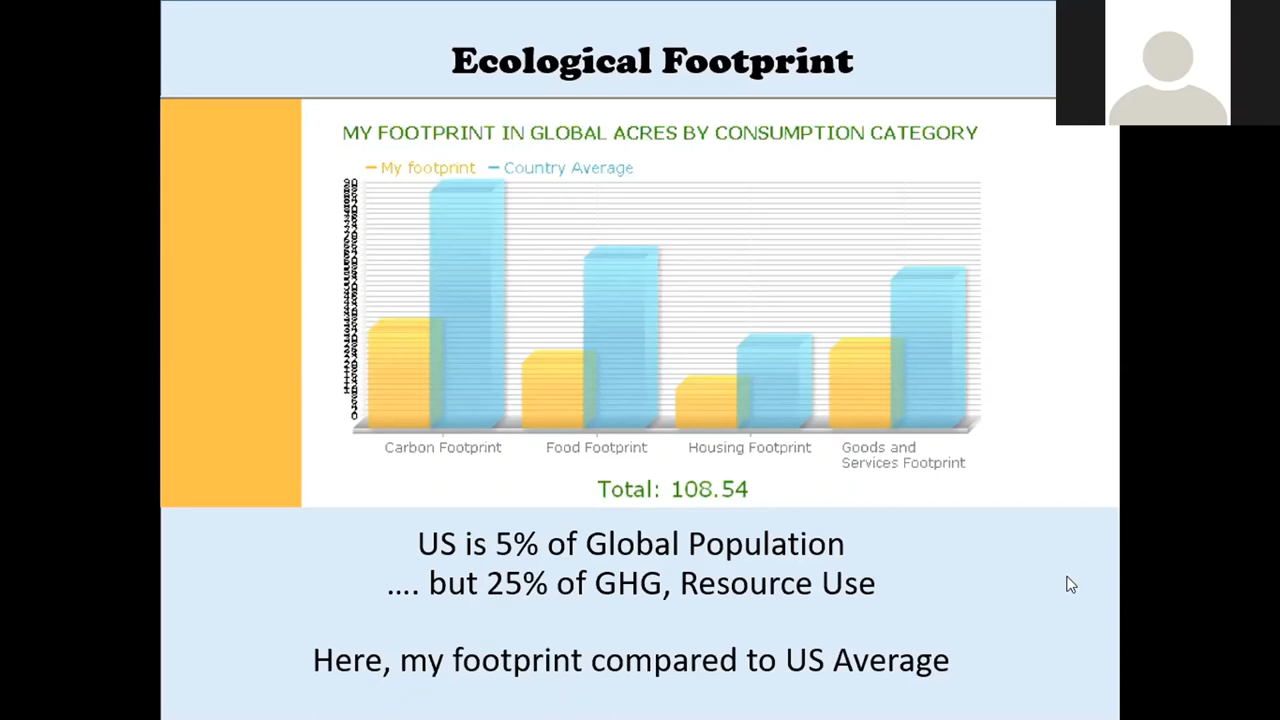 Ecological Footprint
MY FOOTPRINT IN GLOBAL ACRES BY CONSUMPTION CATEGORY
My footprint Country Average
90
0
Carbon Footprint Food Footprint Housing Footprint Goods and
Services Footprint
Total: 108.54
US is 5% of Global Population
.... but 25% of GHG, Resource Use
Here, my footprint compared to US Average